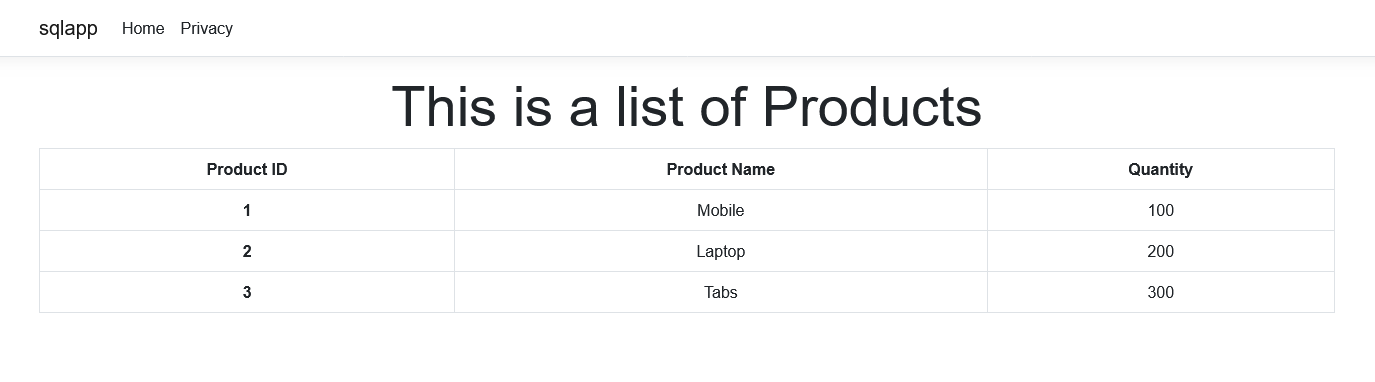 sqlapp Home Privacy
This is a list of Products
Product ID Product Name Quantity
1 Mobile 100
2 Laptop 200
3 Tabs 300